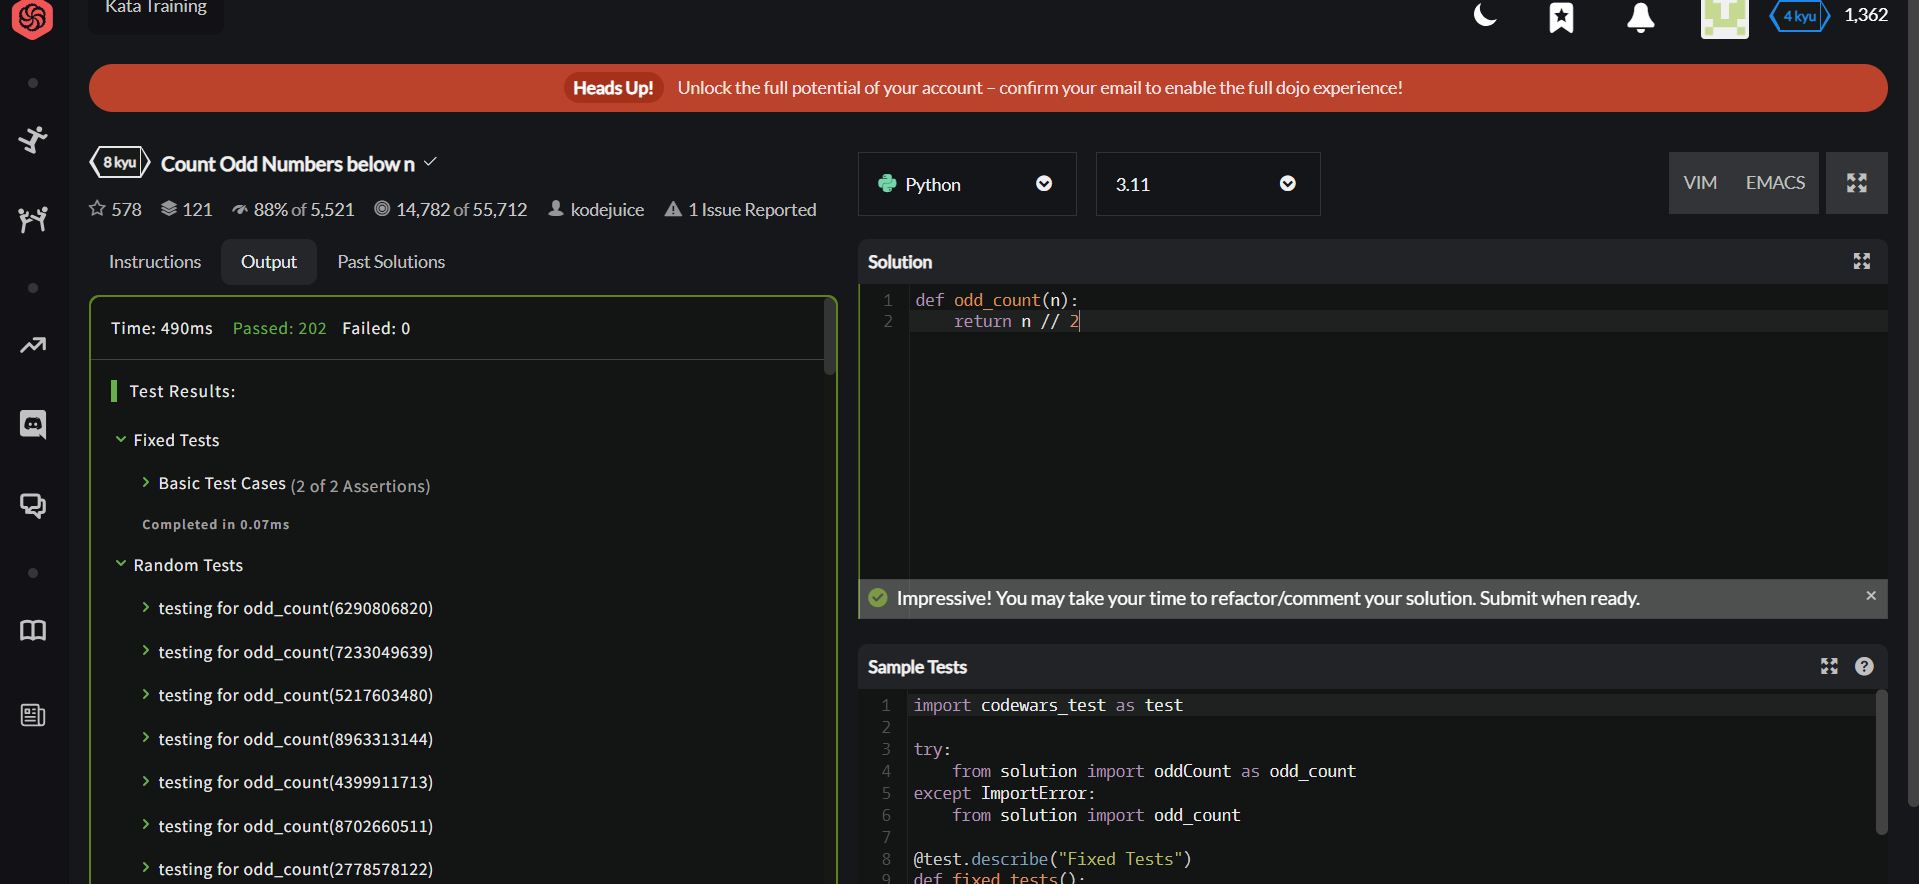 Kata Training
4 kyu
1,362
Heads Up! Unlock the full potential of your account – confirm your email to enable the full dojo experience!
8 kyu Count Odd Numbers below n
578 121 88% of 5,521 14,782 of 55,712 kodejuice 1 Issue Reported
Instructions Output Past Solutions
Time: 490ms Passed: 202 Failed: 0
Test Results:
Fixed Tests
Basic Test Cases (2 of 2 Assertions)
Completed in 0.07ms
Random Tests
testing for odd_count(6290806820)
testing for odd_count(7233049639)
testing for odd_count(5217603480)
testing for odd_count(8963313144)
testing for odd_count(4399911713)
testing for odd_count(8702660511)
testing for odd_count(2778578122)
Python
3.11
VIM EMACS
Solution
1 def odd_count(n):
2     return n // 2
Impressive! You may take your time to refactor/comment your solution. Submit when ready.
Sample Tests
1 import codewars_test as test
2
3 try:
4     from solution import oddCount as odd_count
5 except ImportError:
6     from solution import odd_count
7
8 @test.describe("Fixed Tests")
9 def fixed_tests():